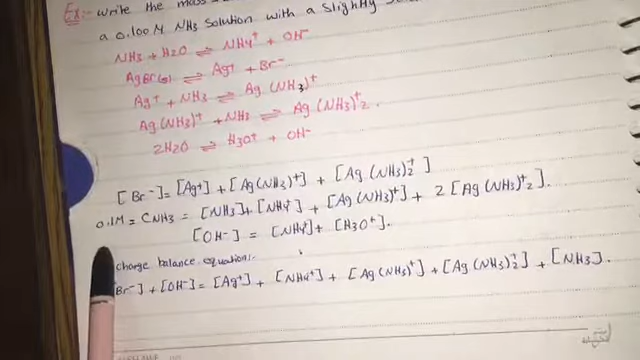 Ex:- write the mass
a 0.100M NH3 solution with a slightly
NH3 + H2O ⇌ NH4+ + OH-
AgBr(s) ⇌ Ag+ + Br-
Ag+ + NH3 ⇌ Ag(NH3)+
Ag(NH3)+ + NH3 ⇌ Ag(NH3)+2.
2H2O ⇌ H3O+ + OH-
[Br-] = [Ag+] + [Ag(NH3)+] + [Ag(NH3)2+]
0.1M = CNH3 = [NH3] + [NH4+] + [Ag(NH3)+] + 2[Ag(NH3)+2].
[OH-] = [NH4+] + [H3O+].
charge balance equation.
[Br-] + [OH-] = [Ag+] + [NH4+] + [Ag(NH3)+] + [Ag(NH3)2+] + [NH3].